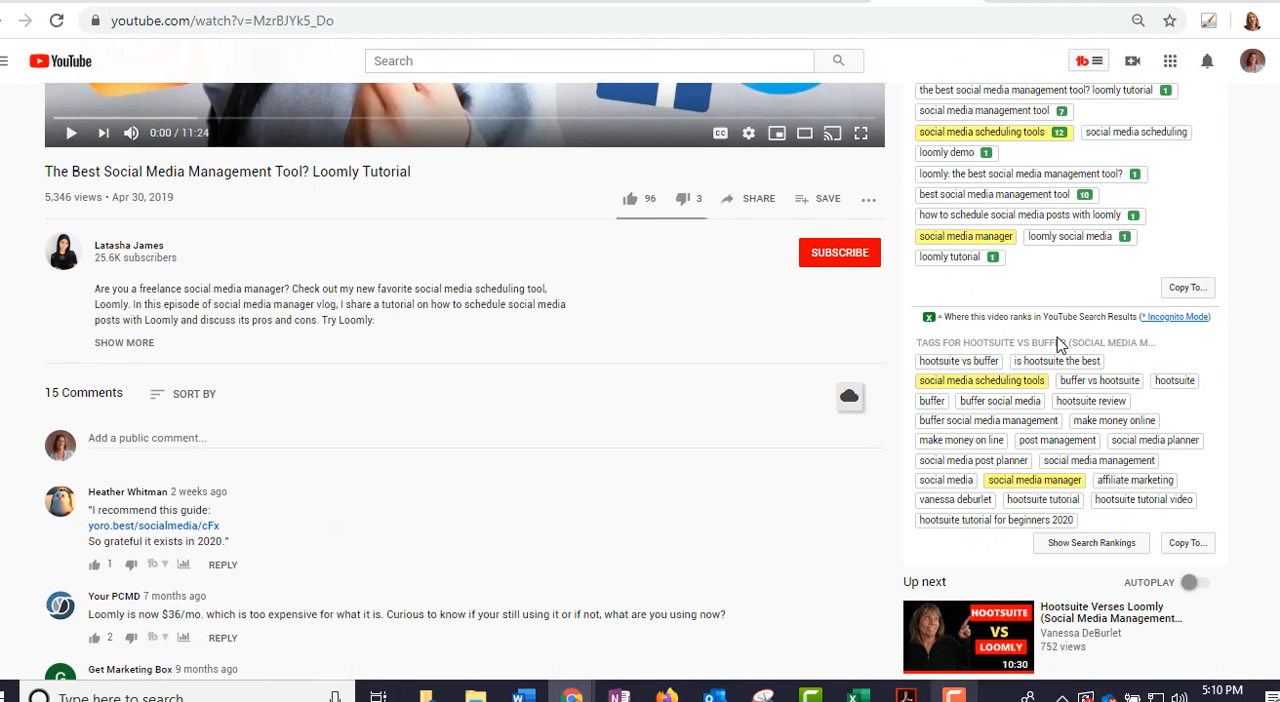 youtube.com/watch?v=MzrBJYk5_Do
YouTube
Search
tb
0:00 / 11:24
CC
The Best Social Media Management Tool? Loomly Tutorial
5,346 views • Apr 30, 2019
96
3
SHARE
SAVE
Latasha James
25.6K subscribers
SUBSCRIBE
Are you a freelance social media manager? Check out my new favorite social media scheduling tool,
Loomly. In this episode of social media manager vlog, I share a tutorial on how to schedule social media
posts with Loomly and discuss its pros and cons. Try Loomly:
SHOW MORE
15 Comments
SORT BY
Add a public comment...
Heather Whitman 2 weeks ago
"I recommend this guide:
yoro.best/socialmedia/cFx
So grateful it exists in 2020."
1
tb
REPLY
Your PCMD 7 months ago
Loomly is now $36/mo. which is too expensive for what it is. Curious to know if your still using it or if not, what are you using now?
2
tb
REPLY
G
Get Marketing Box 9 months ago
the best social media management tool? loomly tutorial 1
social media management tool 7
social media scheduling tools 12 social media scheduling
loomly demo 1
loomly: the best social media management tool? 1
best social media management tool 10
how to schedule social media posts with loomly 1
social media manager loomly social media 1
loomly tutorial 1
Copy To...
X = Where this video ranks in YouTube Search Results (* Incognito Mode)
TAGS FOR HOOTSUITE VS BUFFER (SOCIAL MEDIA M...
hootsuite vs buffer is hootsuite the best
social media scheduling tools buffer vs hootsuite hootsuite
buffer buffer social media hootsuite review
buffer social media management make money online
make money on line post management social media planner
social media post planner social media management
social media social media manager affiliate marketing
vanessa deburlet hootsuite tutorial hootsuite tutorial video
hootsuite tutorial for beginners 2020
Show Search Rankings Copy To...
Up next
AUTOPLAY
HOOTSUITE
VS
LOOMLY
10:30
Hootsuite Verses Loomly
(Social Media Management...
Vanessa DeBurlet
752 views
Type here to search
5:10 PM